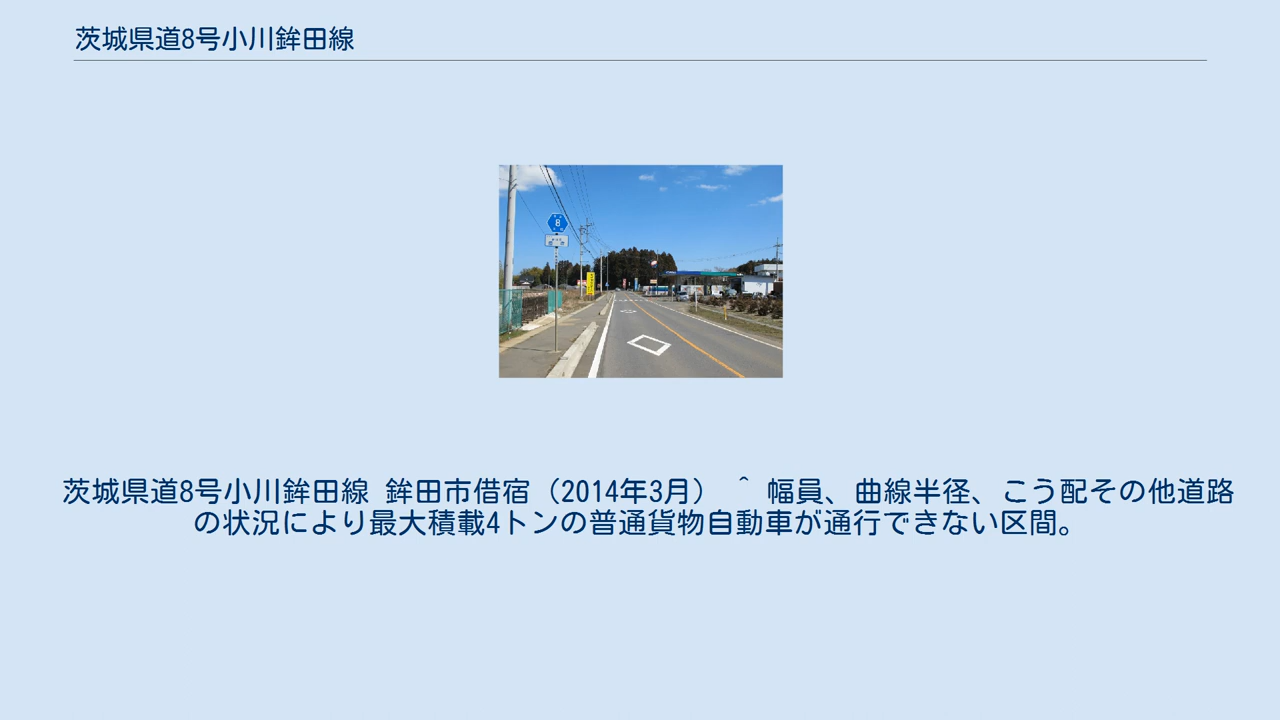 茨城県道8号小川鉾田線
8
茨城県道8号小川鉾田線 鉾田市借宿（2014年3月） ^ 幅員、曲線半径、こう配その他道路
の状況により最大積載4トンの普通貨物自動車が通行できない区間。